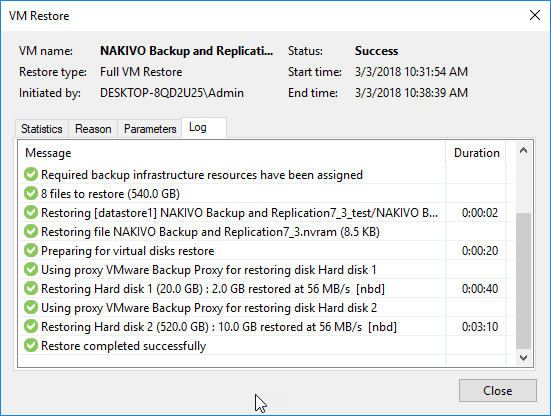 VM Restore
VM name: NAKIVO Backup and Replicati... Status: Success
Restore type: Full VM Restore Start time: 3/3/2018 10:31:54 AM
Initiated by: DESKTOP-8QD2U25\Admin End time: 3/3/2018 10:38:39 AM
Statistics Reason Parameters Log
Message Duration
Required backup infrastructure resources have been assigned
8 files to restore (540.0 GB)
Restoring [datastore1] NAKIVO Backup and Replication7_3_test/NAKIVO B... 0:00:02
Restoring file NAKIVO Backup and Replication7_3.nvram (8.5 KB)
Preparing for virtual disks restore 0:00:20
Using proxy VMware Backup Proxy for restoring disk Hard disk 1
Restoring Hard disk 1 (20.0 GB) : 2.0 GB restored at 56 MB/s [nbd] 0:00:40
Using proxy VMware Backup Proxy for restoring disk Hard disk 2
Restoring Hard disk 2 (520.0 GB) : 10.0 GB restored at 56 MB/s [nbd] 0:03:10
Restore completed successfully
Close